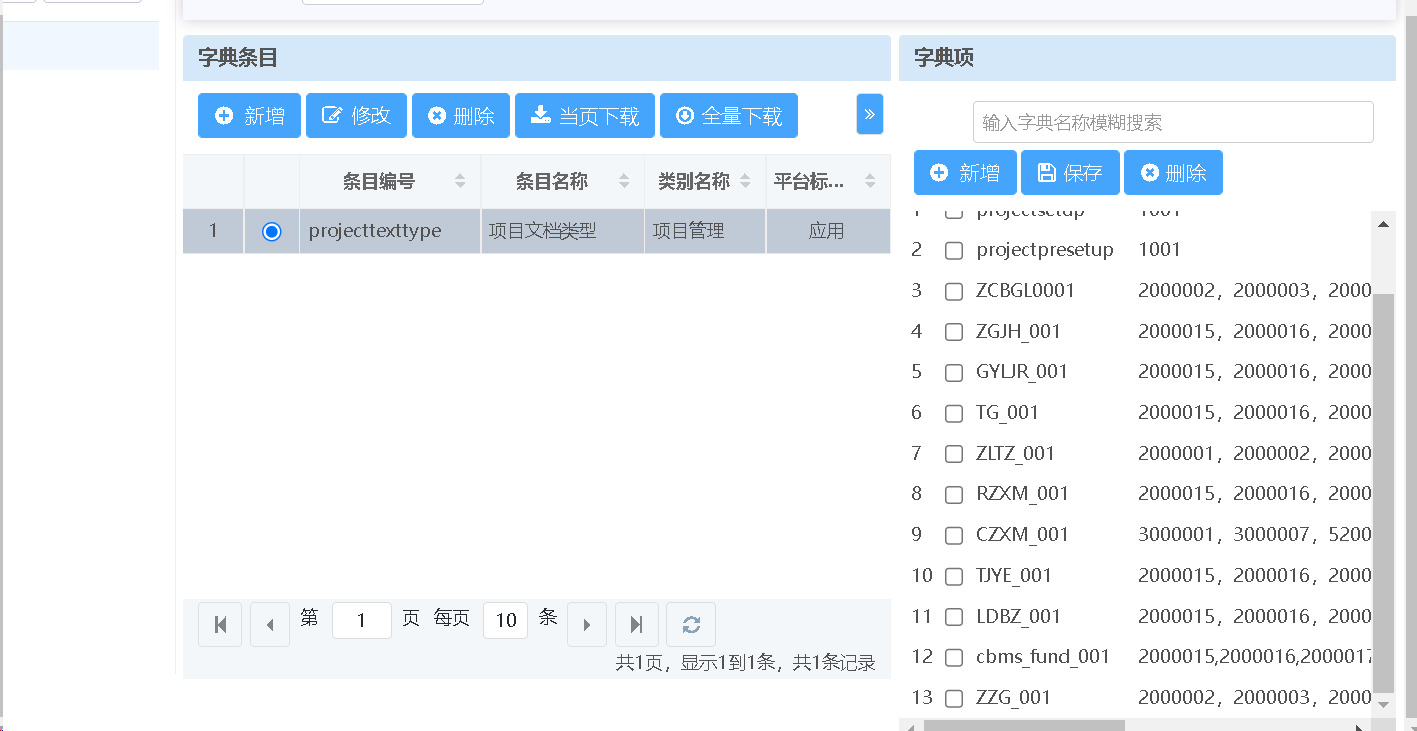 字典条目
新增 修改 删除 当页下载 全量下载 »
条目编号 条目名称 类别名称 平台标...
1 projecttexttype 项目文档类型 项目管理 应用
第 1 页 每页 10 条
共1页，显示1到1条，共1条记录
字典项
输入字典名称模糊搜索
新增 保存 删除
1 projectsetup 1001
2 projectpresetup 1001
3 ZCBGL0001 2000002，2000003，2000
4 ZGJH_001 2000015，2000016，2000
5 GYLJR_001 2000015，2000016，2000
6 TG_001 2000015，2000016，2000
7 ZLTZ_001 2000001，2000002，2000
8 RZXM_001 2000015，2000016，2000
9 CZXM_001 3000001，3000007，5200
10 TJYE_001 2000015，2000016，2000
11 LDBZ_001 2000015，2000016，2000
12 cbms_fund_001 2000015,2000016,2000017
13 ZZG_001 2000002，2000003，2000